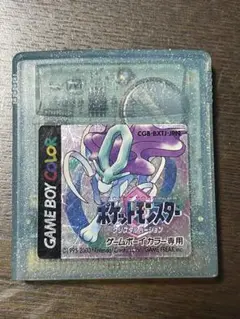 CGB-BXTJ-JPN
GAME BOY COLOR
ポケットモンスター
クリスタルバージョン
ゲームボーイカラー専用